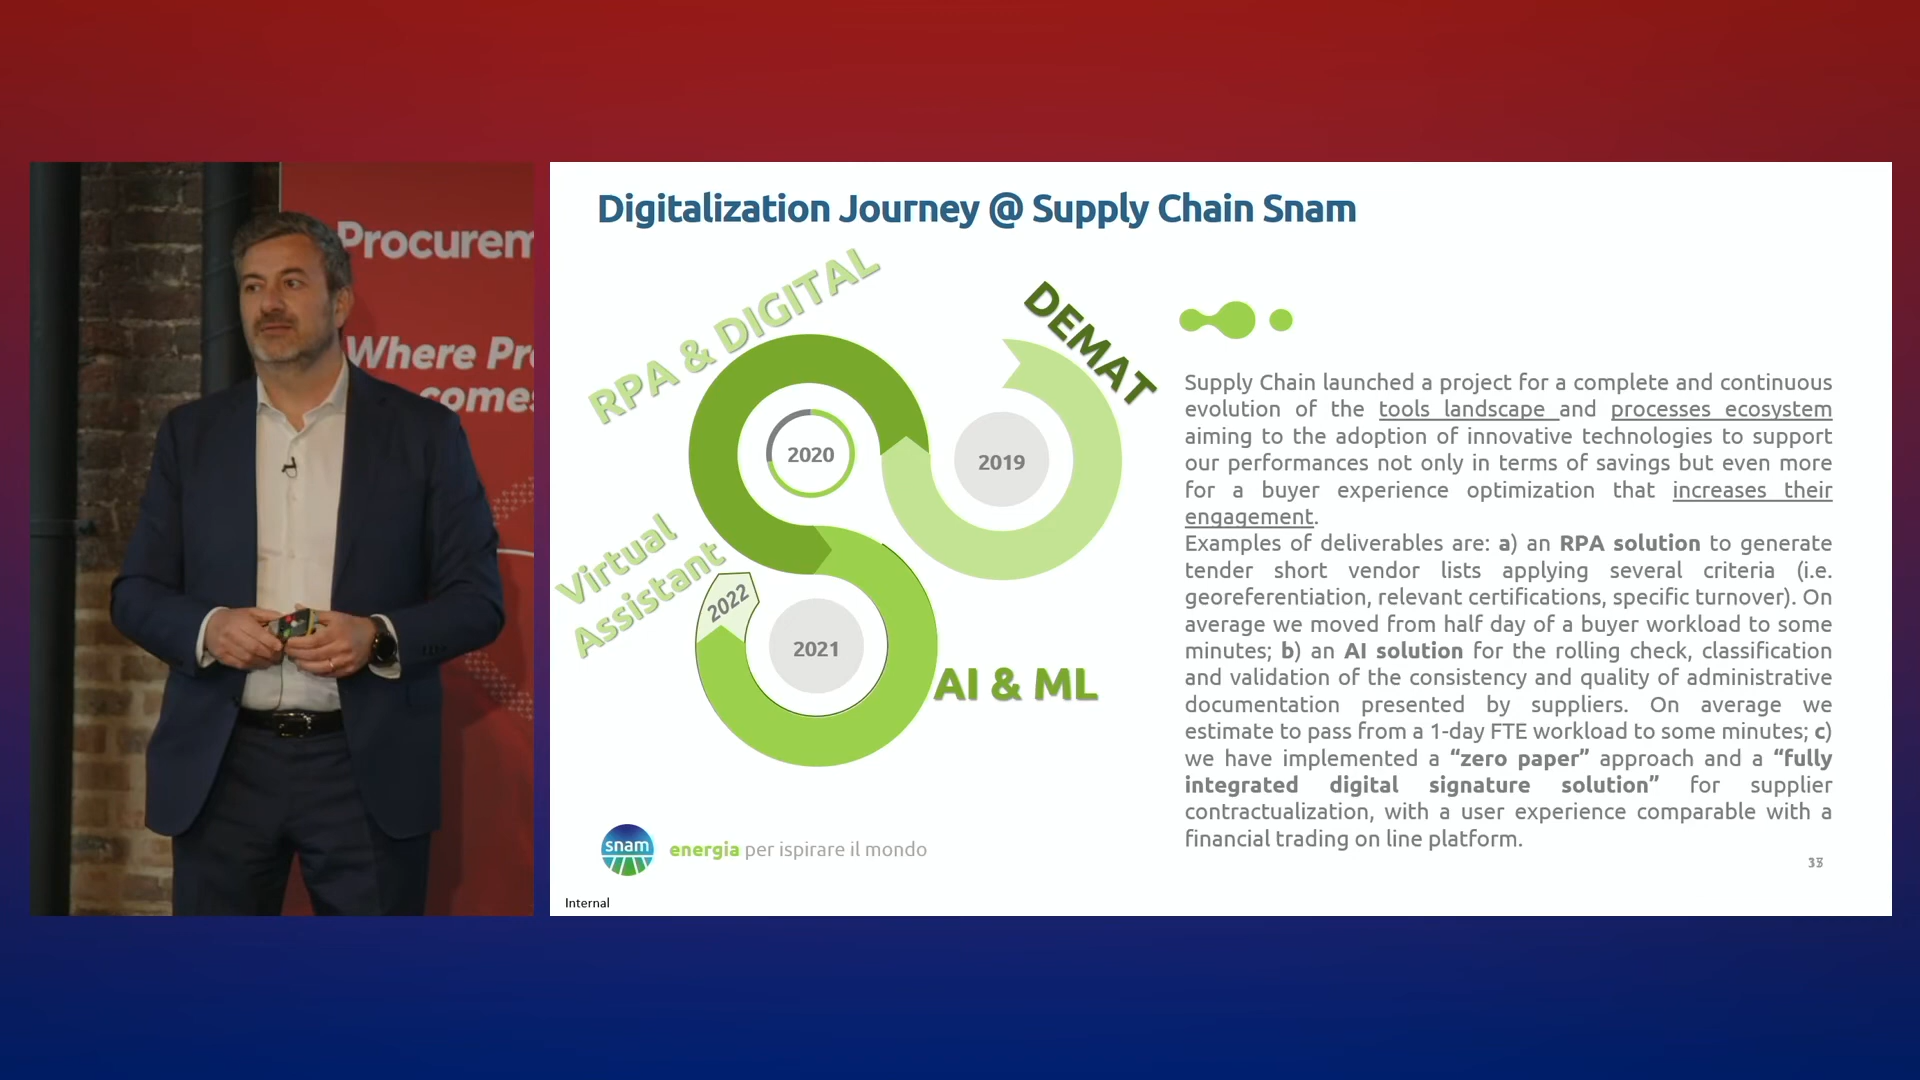 Procurem
Where Pr
comes
Digitalization Journey @ Supply Chain Snam
RPA & DIGITAL
DEMAT
2020
2019
Virtual
Assistant
2022
2021
AI & ML
Supply Chain launched a project for a complete and continuous
evolution of the tools landscape and processes ecosystem
aiming to the adoption of innovative technologies to support
our performances not only in terms of savings but even more
for a buyer experience optimization that increases their
engagement.
Examples of deliverables are: a) an RPA solution to generate
tender short vendor lists applying several criteria (i.e.
georeferentiation, relevant certifications, specific turnover). On
average we moved from half day of a buyer workload to some
minutes; b) an AI solution for the rolling check, classification
and validation of the consistency and quality of administrative
documentation presented by suppliers. On average we
estimate to pass from a 1-day FTE workload to some minutes; c)
we have implemented a “zero paper” approach and a “fully
integrated digital signature solution” for supplier
contractualization, with a user experience comparable with a
financial trading on line platform.
snam
energia per ispirare il mondo
Internal